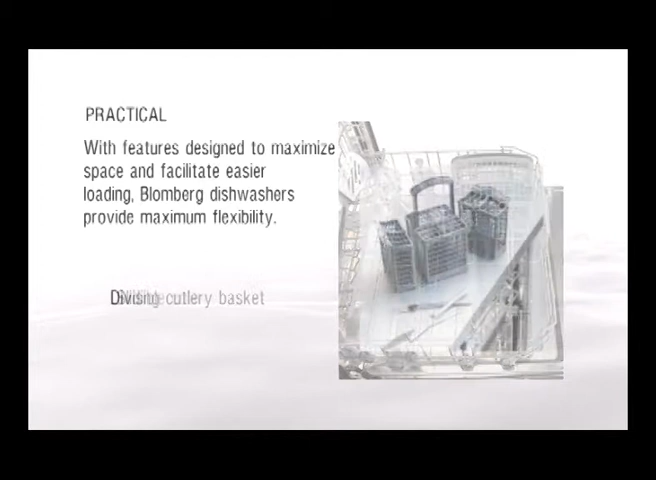 PRACTICAL
With features designed to maximize
space and facilitate easier
loading, Blomberg dishwashers
provide maximum flexibility.
cutlery basket